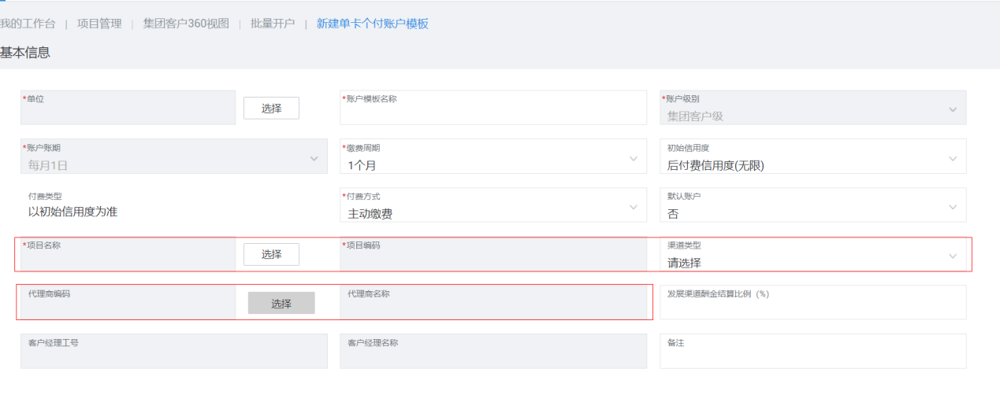 我的工作台 | 项目管理 | 集团客户360视图 | 批量开户 | 新建单卡个付账户模板
基本信息
*单位 选择 *账户模板名称 *账户级别
集团客户级
*账户账期 *缴费周期 初始信用度
每月1日 1个月 后付费信用度(无限)
付费类型 *付费方式 默认账户
以初始信用度为准 主动缴费 否
*项目名称 选择 *项目编码 渠道类型
请选择
代理商编码 选择 代理商名称 发展渠道酬金结算比例（%）
客户经理工号 客户经理名称 备注